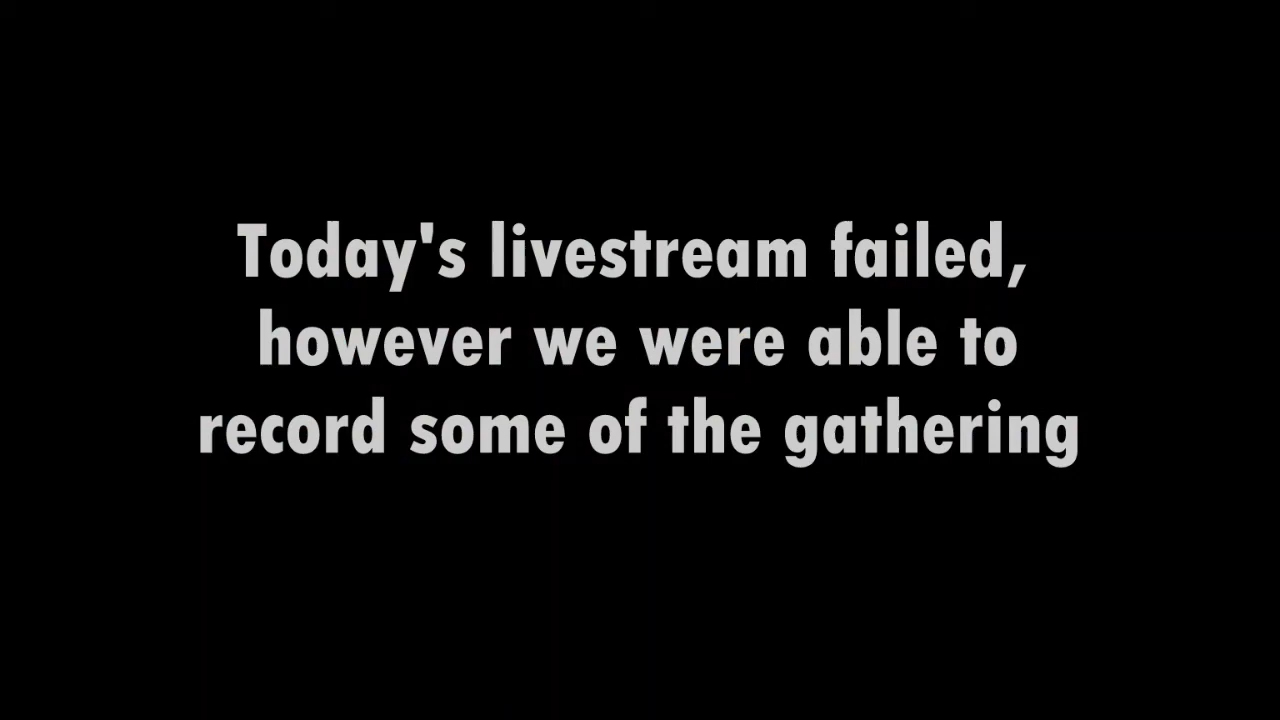 Today's livestream failed,
however we were able to
record some of the gathering